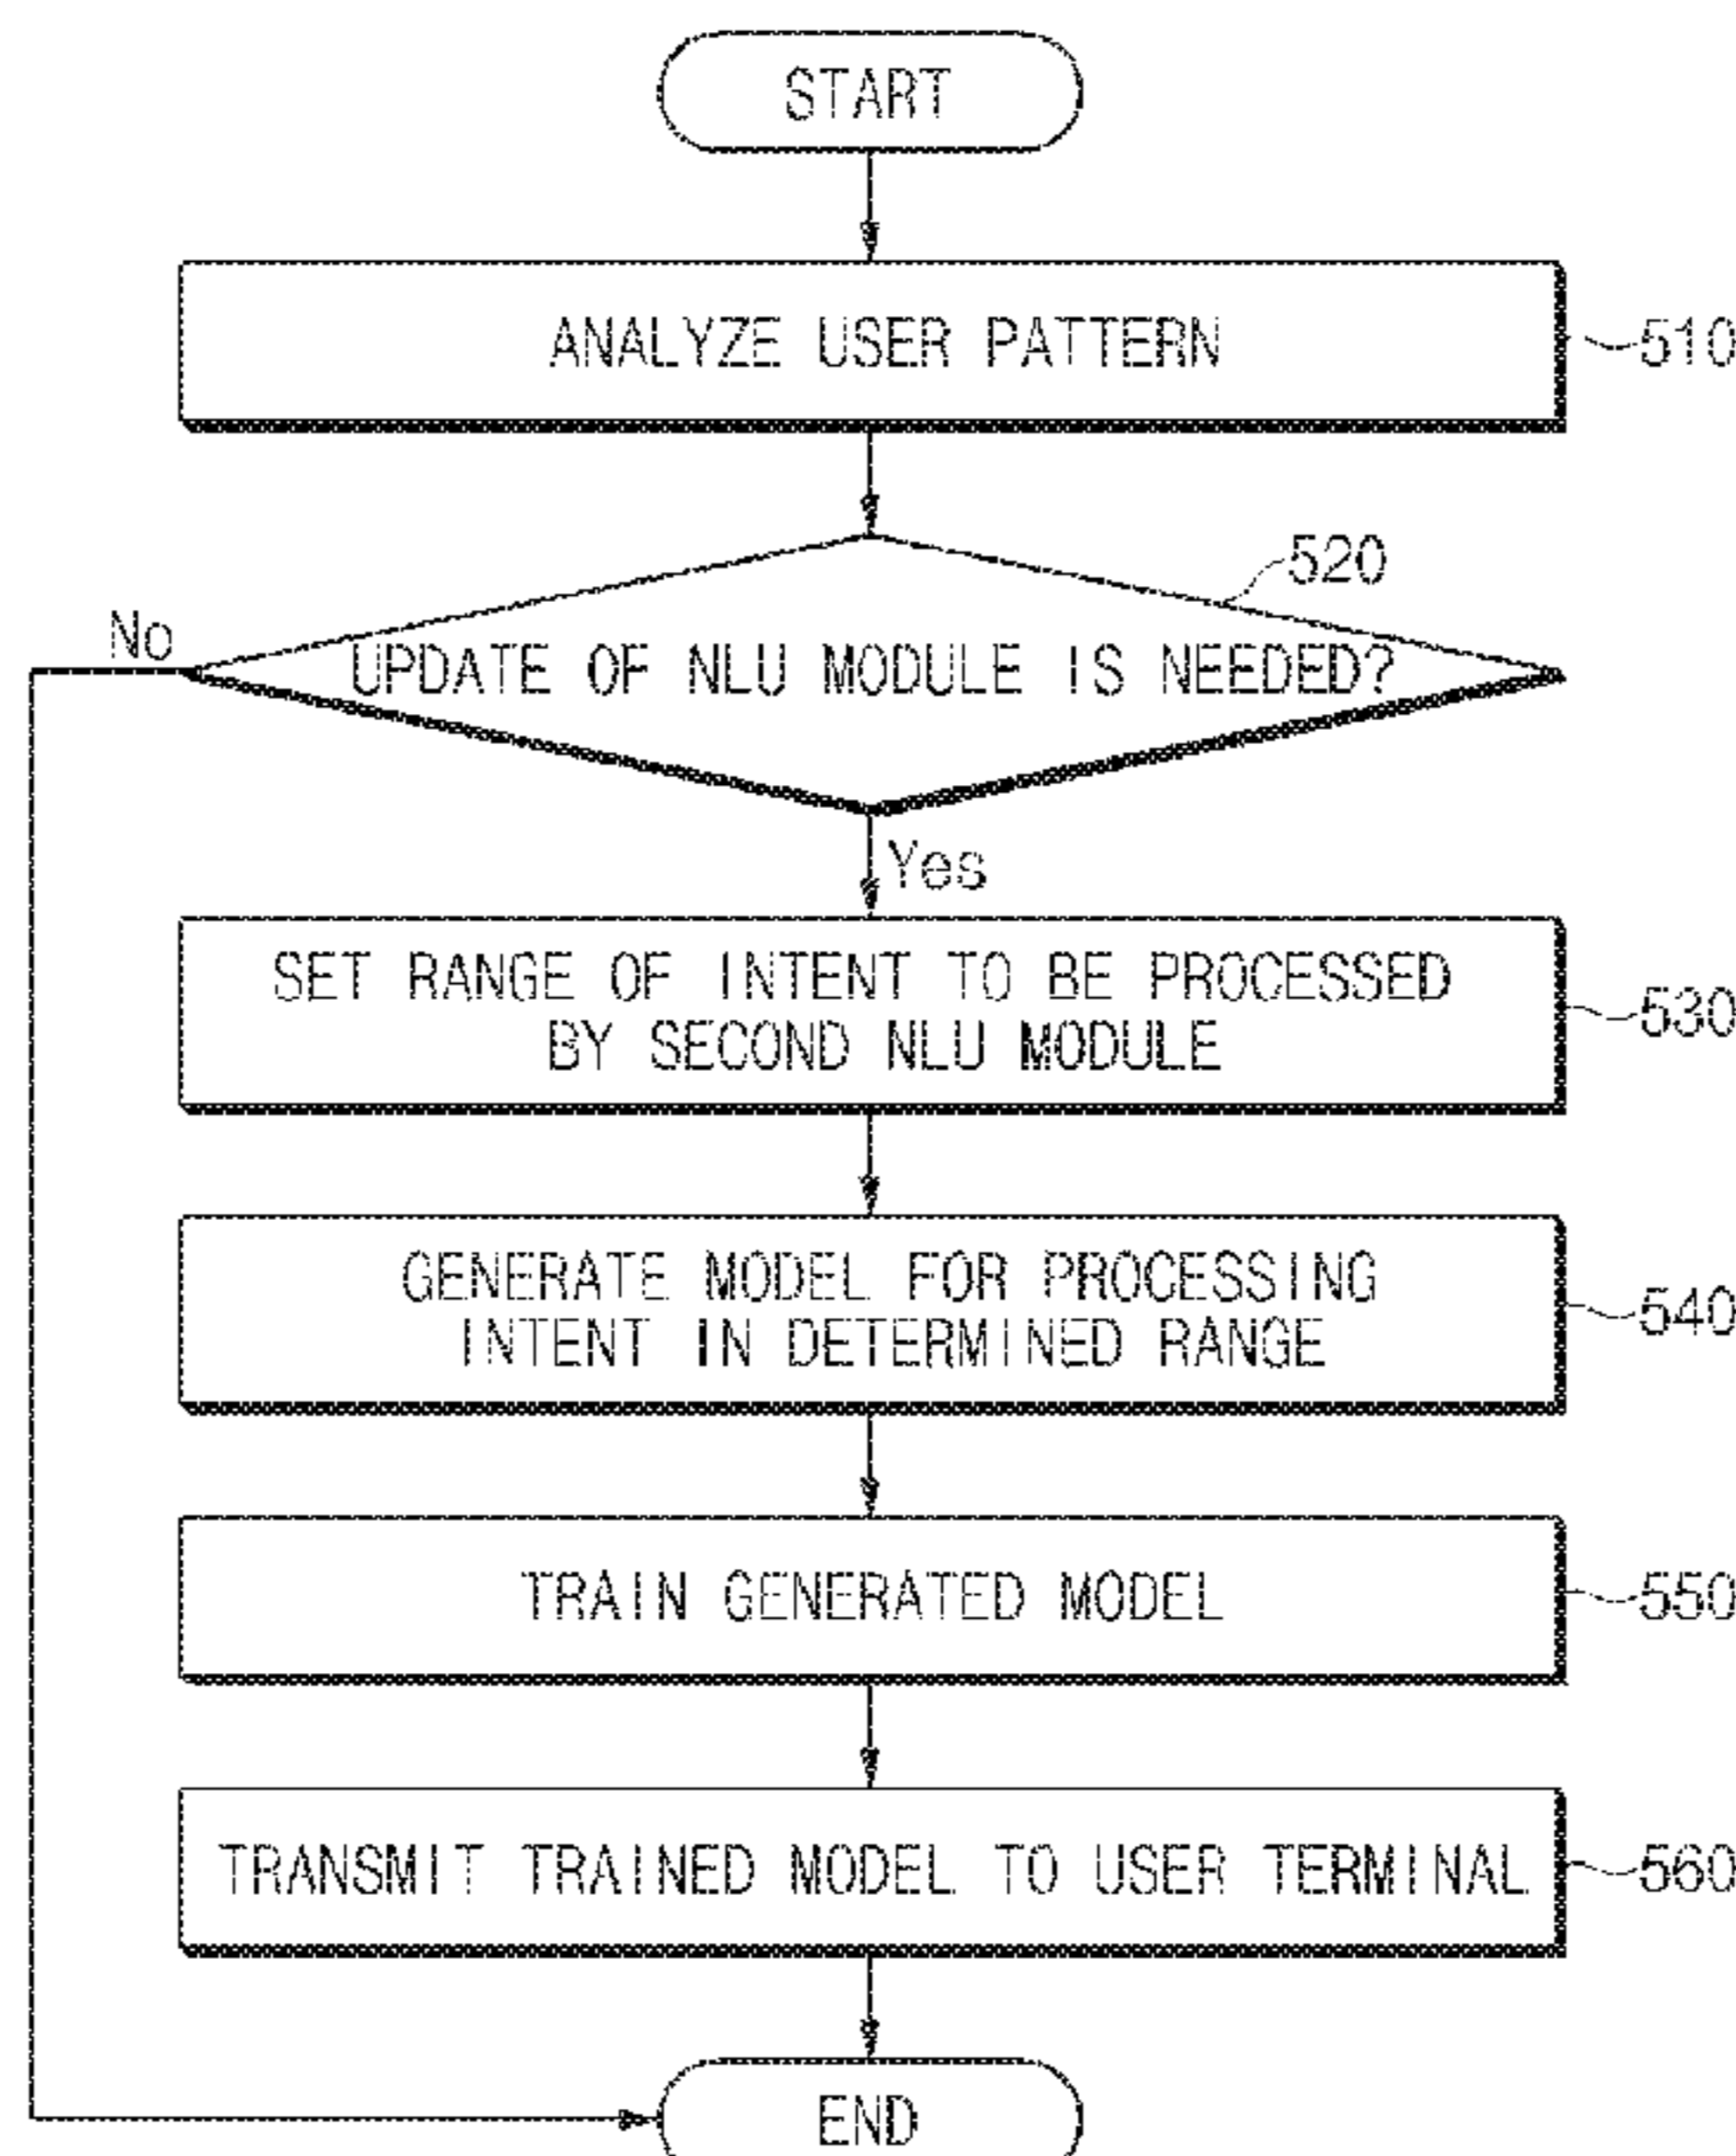 START
ANALYZE USER PATTERN
510
520
No
UPDATE OF NLU MODULE IS NEEDED?
Yes
SET RANGE OF INTENT TO BE PROCESSED
BY SECOND NLU MODULE
530
GENERATE MODEL FOR PROCESSING
INTENT IN DETERMINED RANGE
540
TRAIN GENERATED MODEL
550
TRANSMIT TRAINED MODEL TO USER TERMINAL
560
END